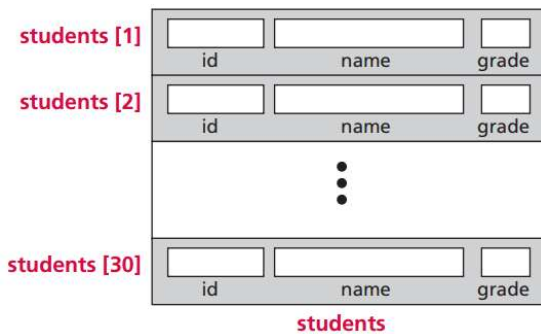 students [1]
id name grade
students [2]
id name grade
students [30]
id name grade
students